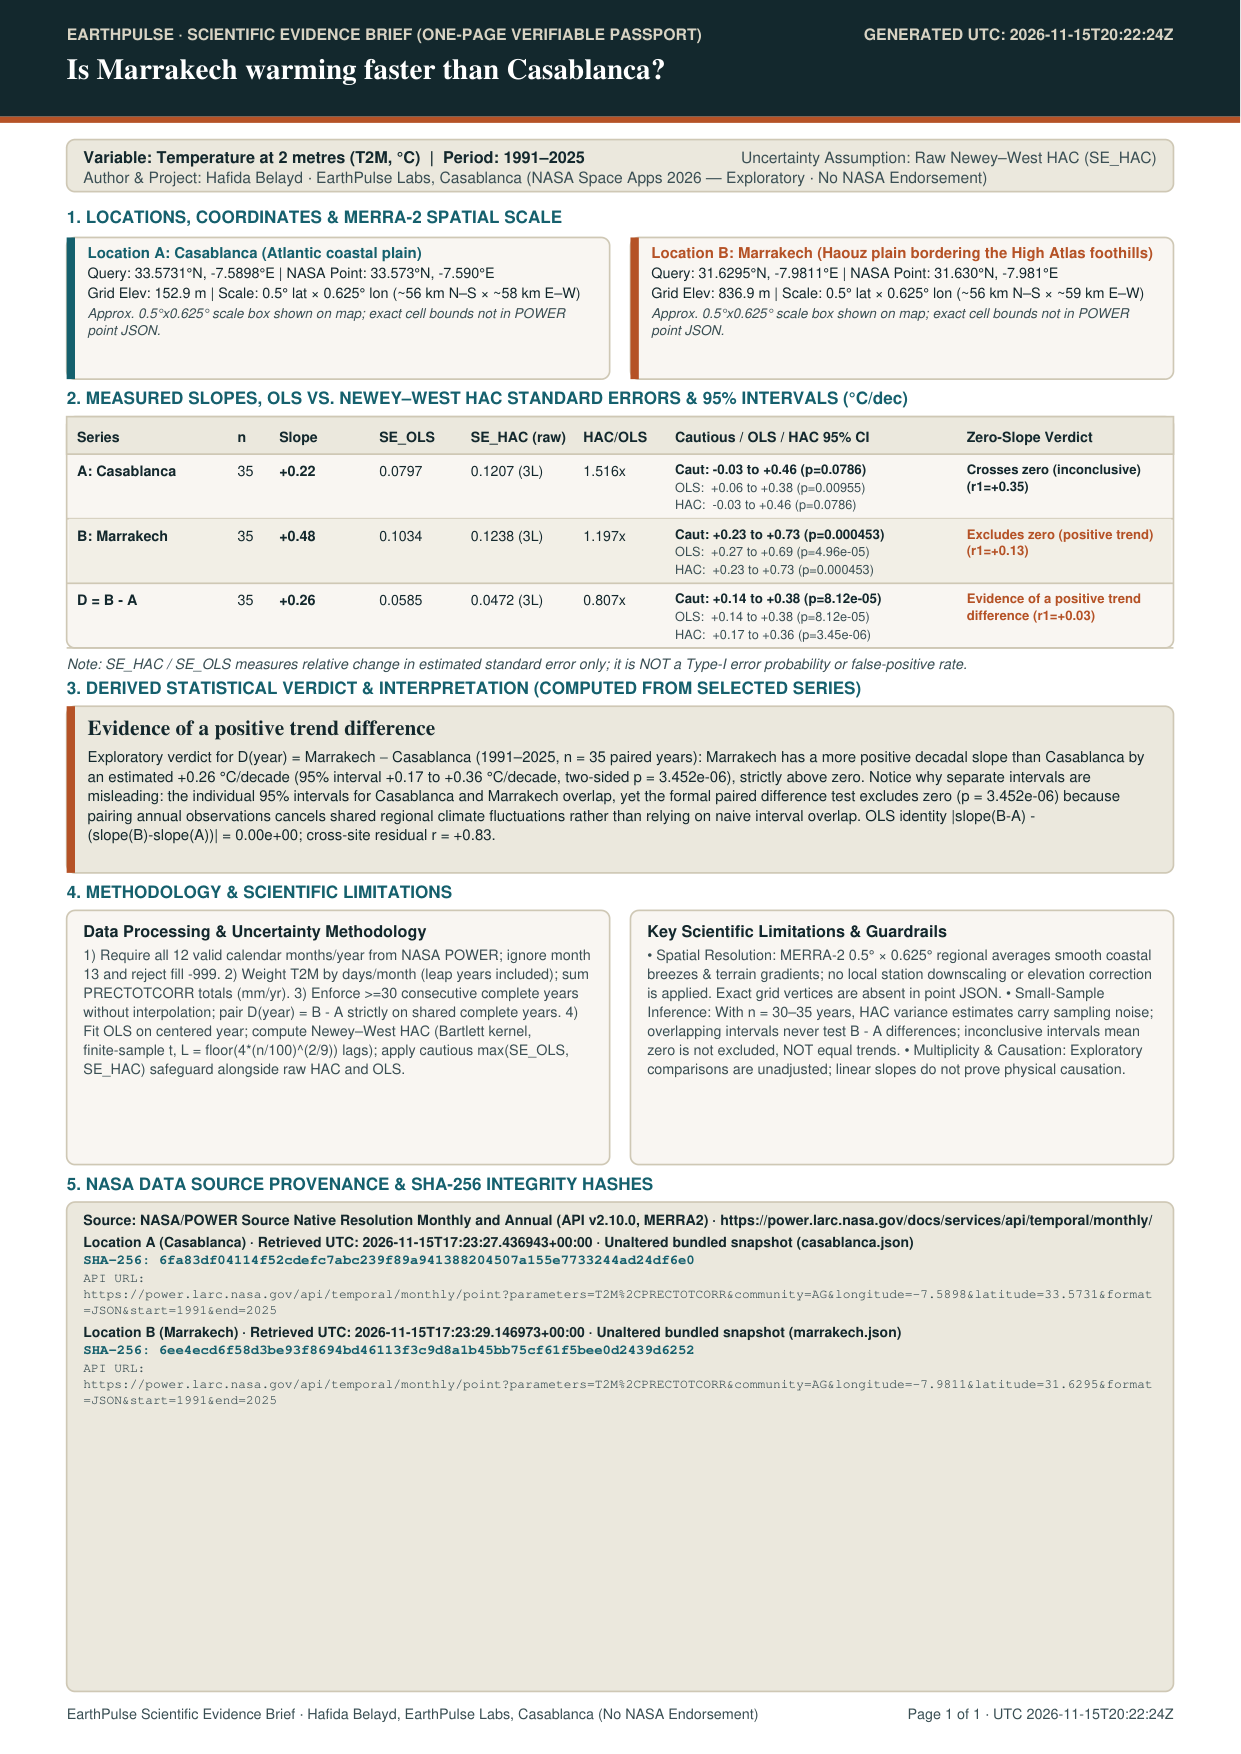 EARTHPULSE · SCIENTIFIC EVIDENCE BRIEF (ONE-PAGE VERIFIABLE PASSPORT)
GENERATED UTC: 2026-11-15T20:22:24Z
Is Marrakech warming faster than Casablanca?
Variable: Temperature at 2 metres (T2M, °C) | Period: 1991–2025
Uncertainty Assumption: Raw Newey–West HAC (SE_HAC)
Author & Project: Hafida Belayd · EarthPulse Labs, Casablanca (NASA Space Apps 2026 — Exploratory · No NASA Endorsement)
1. LOCATIONS, COORDINATES & MERRA-2 SPATIAL SCALE
Location A: Casablanca (Atlantic coastal plain)
Query: 33.5731°N, -7.5898°E | NASA Point: 33.573°N, -7.590°E
Grid Elev: 152.9 m | Scale: 0.5° lat × 0.625° lon (~56 km N–S × ~58 km E–W)
Approx. 0.5°x0.625° scale box shown on map; exact cell bounds not in POWER
point JSON.
Location B: Marrakech (Haouz plain bordering the High Atlas foothills)
Query: 31.6295°N, -7.9811°E | NASA Point: 31.630°N, -7.981°E
Grid Elev: 836.9 m | Scale: 0.5° lat × 0.625° lon (~56 km N–S × ~59 km E–W)
Approx. 0.5°x0.625° scale box shown on map; exact cell bounds not in POWER
point JSON.
2. MEASURED SLOPES, OLS VS. NEWEY–WEST HAC STANDARD ERRORS & 95% INTERVALS (°C/dec)
Series n Slope SE_OLS SE_HAC (raw) HAC/OLS Cautious / OLS / HAC 95% CI Zero-Slope Verdict
A: Casablanca 35 +0.22 0.0797 0.1207 (3L) 1.516x Caut: -0.03 to +0.46 (p=0.0786) Crosses zero (inconclusive)
OLS: +0.06 to +0.38 (p=0.00955) (r1=+0.35)
HAC: -0.03 to +0.46 (p=0.0786)
B: Marrakech 35 +0.48 0.1034 0.1238 (3L) 1.197x Caut: +0.23 to +0.73 (p=0.000453) Excludes zero (positive trend)
OLS: +0.27 to +0.69 (p=4.96e-05) (r1=+0.13)
HAC: +0.23 to +0.73 (p=0.000453)
D = B - A 35 +0.26 0.0585 0.0472 (3L) 0.807x Caut: +0.14 to +0.38 (p=8.12e-05) Evidence of a positive trend
OLS: +0.14 to +0.38 (p=8.12e-05) difference (r1=+0.03)
HAC: +0.17 to +0.36 (p=3.45e-06)
Note: SE_HAC / SE_OLS measures relative change in estimated standard error only; it is NOT a Type-I error probability or false-positive rate.
3. DERIVED STATISTICAL VERDICT & INTERPRETATION (COMPUTED FROM SELECTED SERIES)
Evidence of a positive trend difference
Exploratory verdict for D(year) = Marrakech − Casablanca (1991–2025, n = 35 paired years): Marrakech has a more positive decadal slope than Casablanca by
an estimated +0.26 °C/decade (95% interval +0.17 to +0.36 °C/decade, two-sided p = 3.452e-06), strictly above zero. Notice why separate intervals are
misleading: the individual 95% intervals for Casablanca and Marrakech overlap, yet the formal paired difference test excludes zero (p = 3.452e-06) because
pairing annual observations cancels shared regional climate fluctuations rather than relying on naive interval overlap. OLS identity |slope(B-A) -
(slope(B)-slope(A))| = 0.00e+00; cross-site residual r = +0.83.
4. METHODOLOGY & SCIENTIFIC LIMITATIONS
Data Processing & Uncertainty Methodology
1) Require all 12 valid calendar months/year from NASA POWER; ignore month
13 and reject fill -999. 2) Weight T2M by days/month (leap years included); sum
PRECTOTCORR totals (mm/yr). 3) Enforce >=30 consecutive complete years
without interpolation; pair D(year) = B - A strictly on shared complete years. 4)
Fit OLS on centered year; compute Newey–West HAC (Bartlett kernel,
finite-sample t, L = floor(4*(n/100)^(2/9)) lags); apply cautious max(SE_OLS,
SE_HAC) safeguard alongside raw HAC and OLS.
Key Scientific Limitations & Guardrails
• Spatial Resolution: MERRA-2 0.5° × 0.625° regional averages smooth coastal
breezes & terrain gradients; no local station downscaling or elevation correction
is applied. Exact grid vertices are absent in point JSON. • Small-Sample
Inference: With n = 30–35 years, HAC variance estimates carry sampling noise;
overlapping intervals never test B - A differences; inconclusive intervals mean
zero is not excluded, NOT equal trends. • Multiplicity & Causation: Exploratory
comparisons are unadjusted; linear slopes do not prove physical causation.
5. NASA DATA SOURCE PROVENANCE & SHA-256 INTEGRITY HASHES
Source: NASA/POWER Source Native Resolution Monthly and Annual (API v2.10.0, MERRA2) · https://power.larc.nasa.gov/docs/services/api/temporal/monthly/
Location A (Casablanca) · Retrieved UTC: 2026-11-15T17:23:27.436943+00:00 · Unaltered bundled snapshot (casablanca.json)
SHA-256: 6fa83df04114f52cdefc7abc239f89a941388204507a155e7733244ad24df6e0
API URL:
https://power.larc.nasa.gov/api/temporal/monthly/point?parameters=T2M%2CPRECTOTCORR&community=AG&longitude=-7.5898&latitude=33.5731&format
=JSON&start=1991&end=2025
Location B (Marrakech) · Retrieved UTC: 2026-11-15T17:23:29.146973+00:00 · Unaltered bundled snapshot (marrakech.json)
SHA-256: 6ee4ecd6f58d3be93f8694bd46113f3c9d8a1b45bb75cf61f5bee0d2439d6252
API URL:
https://power.larc.nasa.gov/api/temporal/monthly/point?parameters=T2M%2CPRECTOTCORR&community=AG&longitude=-7.9811&latitude=31.6295&format
=JSON&start=1991&end=2025
EarthPulse Scientific Evidence Brief · Hafida Belayd, EarthPulse Labs, Casablanca (No NASA Endorsement)
Page 1 of 1 · UTC 2026-11-15T20:22:24Z